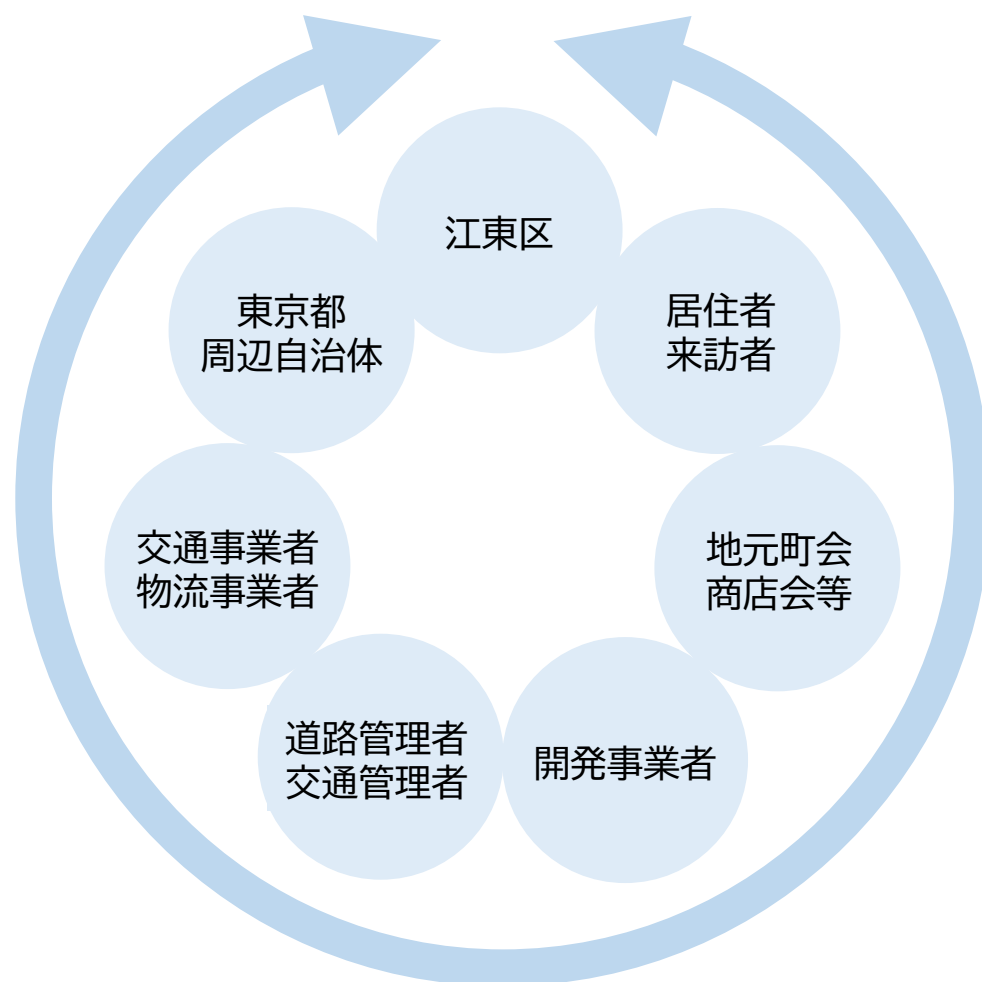 江東区
東京都
周辺自治体
居住者
来訪者
交通事業者
物流事業者
地元町会
商店会等
道路管理者
交通管理者
開発事業者